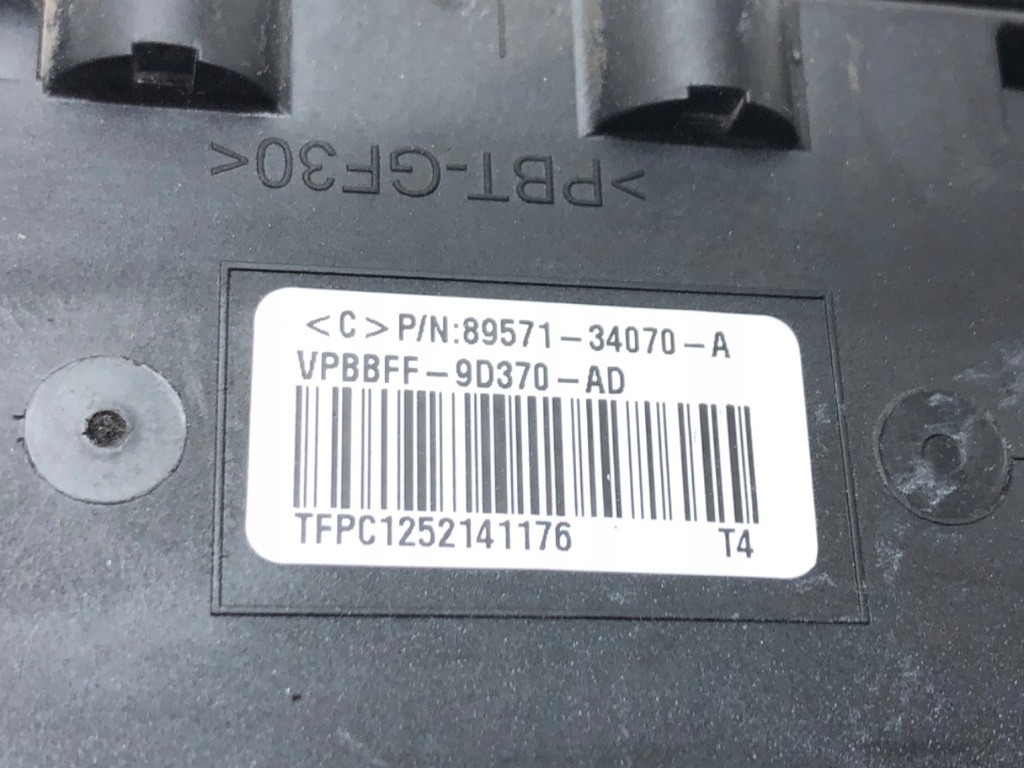 >PBT-GF30<
<C>P/N:89571-34070-A
VPBBFF-9D370-AD
TFPC1252141176 T4